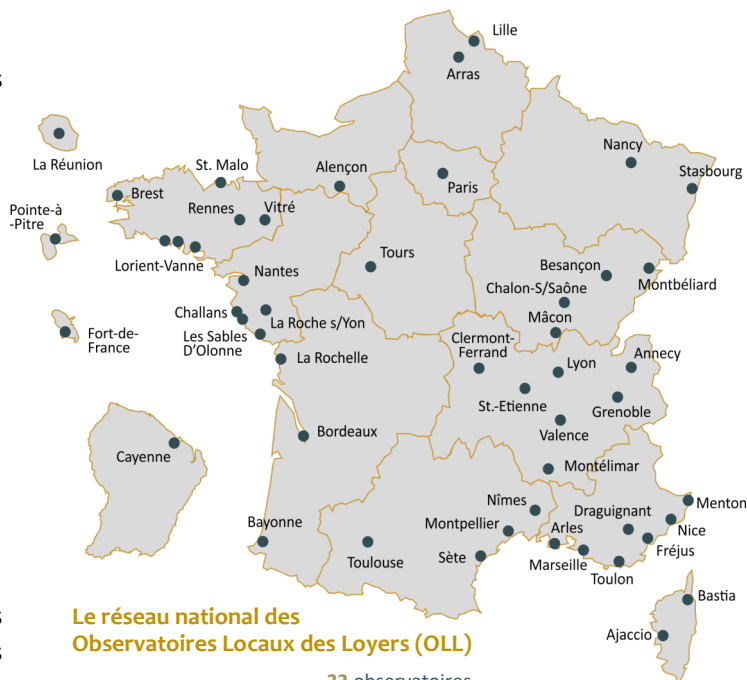 Lille
Arras
s
La Réunion
St. Malo
Alençon
Paris
Nancy
Stasbourg
Brest
Rennes
Vitré
Pointe-à
-Pitre
Lorient-Vanne
Nantes
Tours
Besançon
Montbéliard
Chalon-S/Saône
Mâcon
Challans
La Roche s/Yon
Les Sables
D’Olonne
Fort-de-
France
La Rochelle
Clermont-
Ferrand
Lyon
Annecy
St.-Etienne
Grenoble
Valence
Bordeaux
Cayenne
Montélimar
Nîmes
Montpellier
Sète
Arles
Draguignant
Menton
Nice
Fréjus
Marseille
Toulon
Bayonne
Toulouse
Bastia
Ajaccio
s
s
Le réseau national des
Observatoires Locaux des Loyers (OLL)